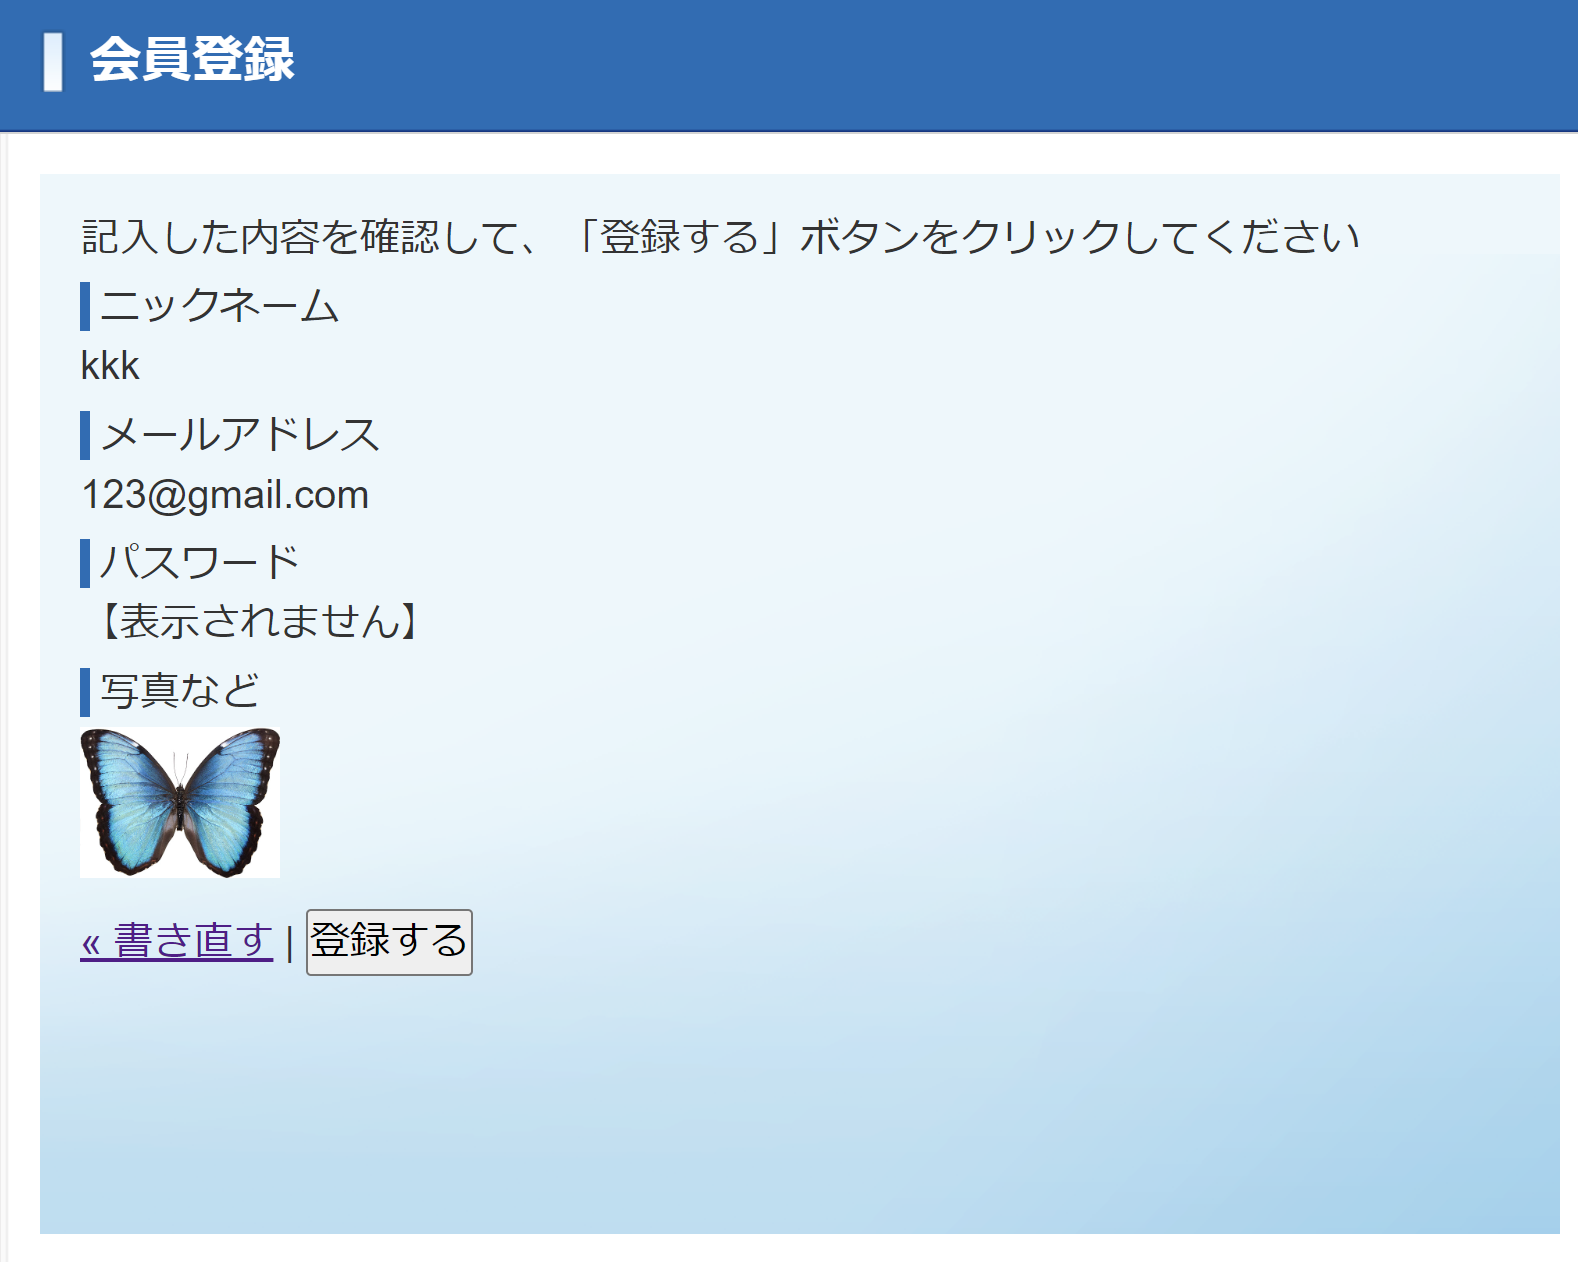 会員登録
記入した内容を確認して、「登録する」ボタンをクリックしてください
ニックネーム
kkk
メールアドレス
123@gmail.com
パスワード
【表示されません】
写真など
« 書き直す | 登録する